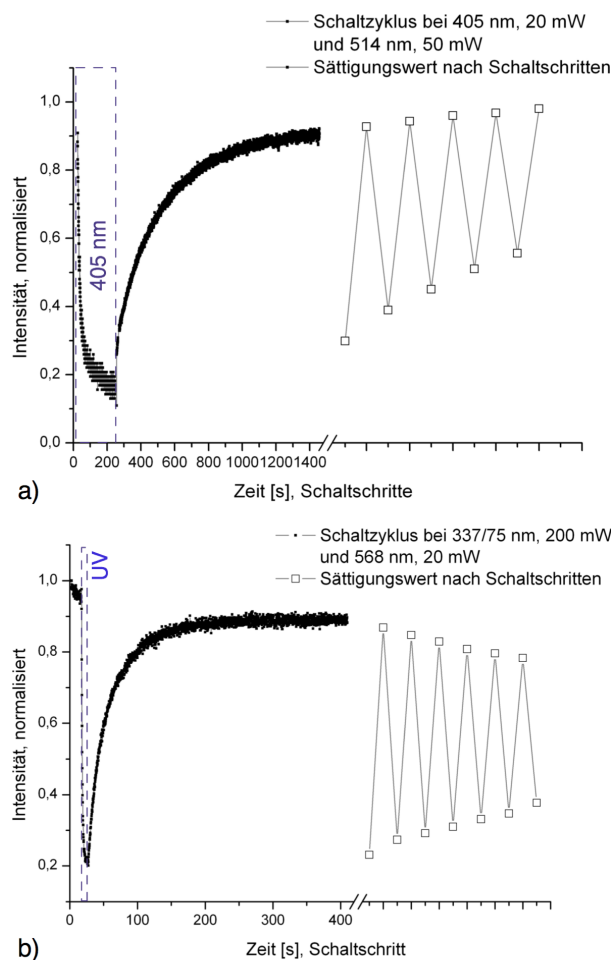 Schaltzyklus bei 405 nm, 20 mW
und 514 nm, 50 mW
Sättigungswert nach Schaltschritten
1,0
0,8
0,6
0,4
0,2
0,0
Intensität, normalisiert
405 nm
0 200 400 600 800 1000 1200 1400
Zeit [s], Schaltschritte
a)
Schaltzyklus bei 337/75 nm, 200 mW
und 568 nm, 20 mW
Sättigungswert nach Schaltschritten
1,0
0,8
0,6
0,4
0,2
Intensität, normalisiert
UV
0 100 200 300 400
Zeit [s], Schaltschritt
b)